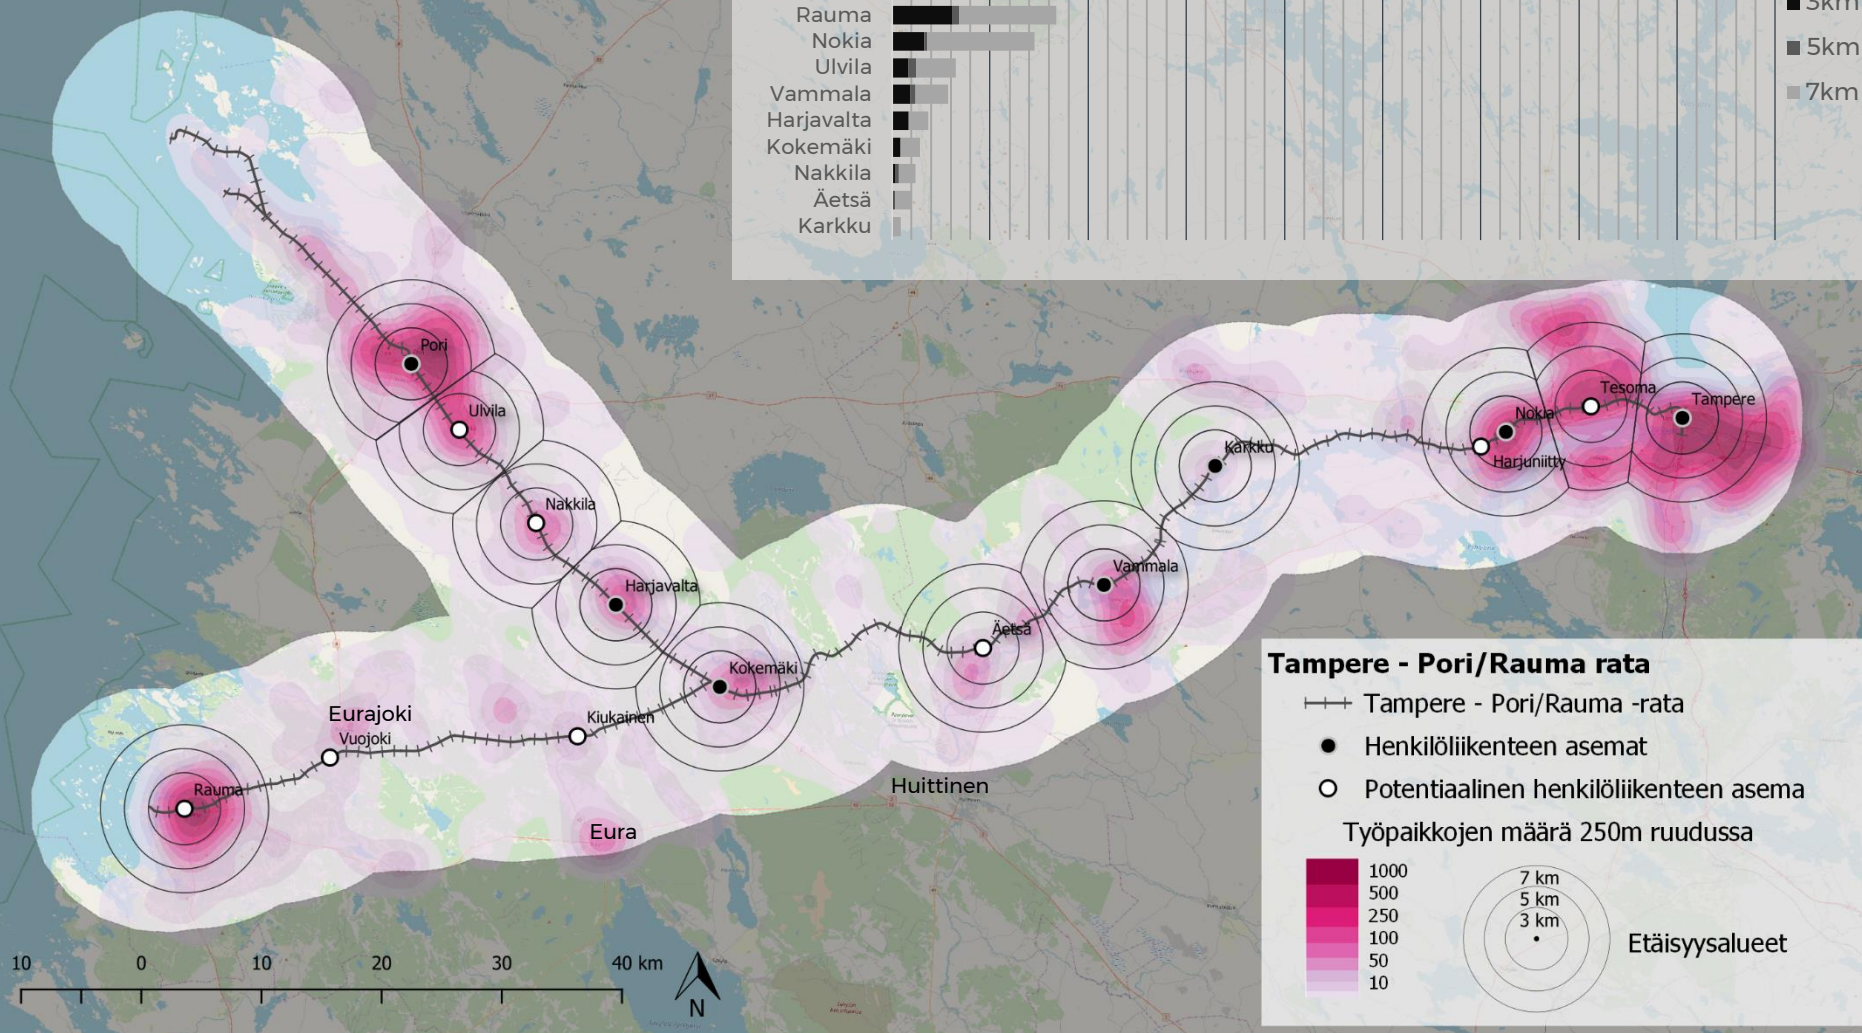 Rauma
Nokia
Ulvila
Vammala
Harjavalta
Kokemäki
Nakkila
Äetsä
Karkku
3km
5km
7km
Pori
Ulvila
Nakkila
Harjavalta
Kokemäki
Kiukainen
Eurajoki
Vuojoki
Rauma
Eura
Huittinen
Äetsä
Vammala
Karkku
Nokia
Harjuniitty
Tesoma
Tampere
Tampere - Pori/Rauma rata
Tampere - Pori/Rauma -rata
Henkilöliikenteen asemat
Potentiaalinen henkilöliikenteen asema
Työpaikkojen määrä 250m ruudussa
1000
500
250
100
50
10
7 km
5 km
3 km
Etäisyysalueet
10 0 10 20 30 40 km
N